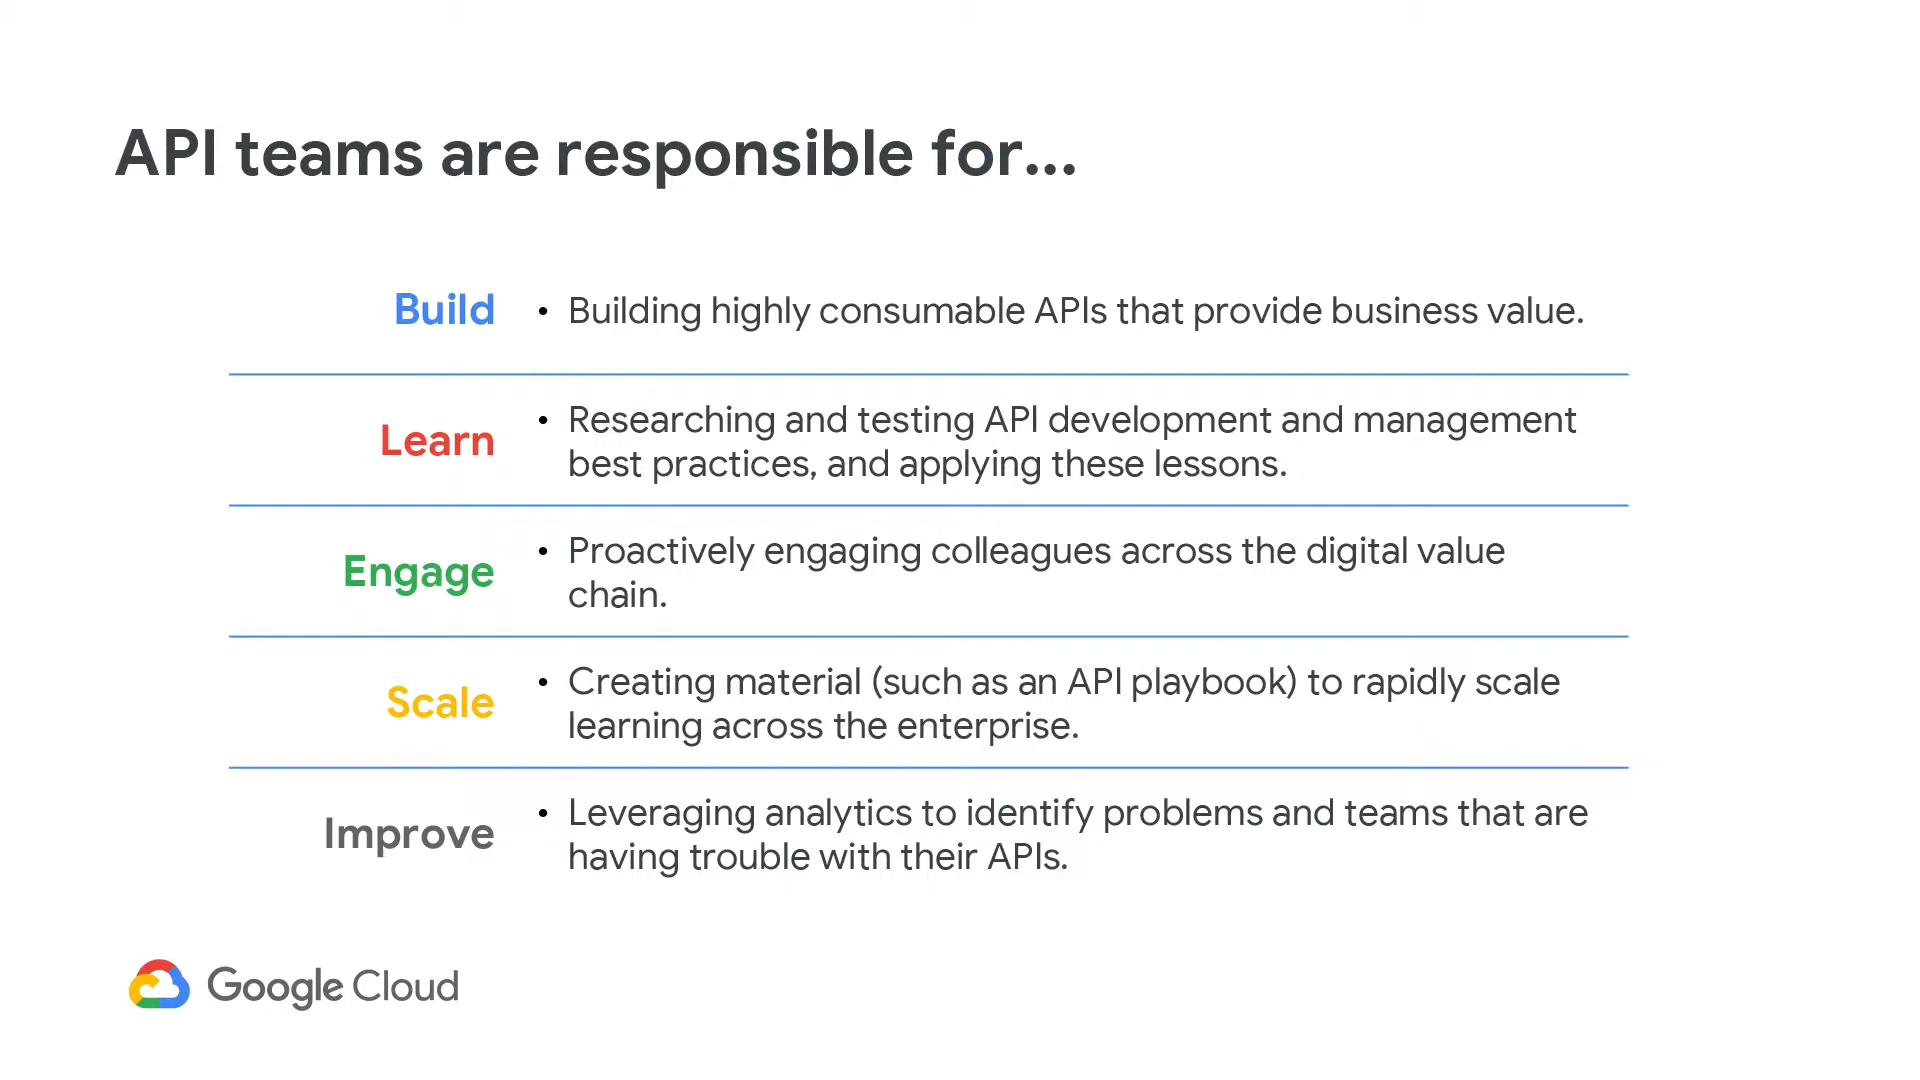 API teams are responsible for...
Build
• Building highly consumable APIs that provide business value.
Learn
• Researching and testing API development and management
best practices, and applying these lessons.
Engage
• Proactively engaging colleagues across the digital value
chain.
Scale
• Creating material (such as an API playbook) to rapidly scale
learning across the enterprise.
Improve
• Leveraging analytics to identify problems and teams that are
having trouble with their APIs.
Google Cloud